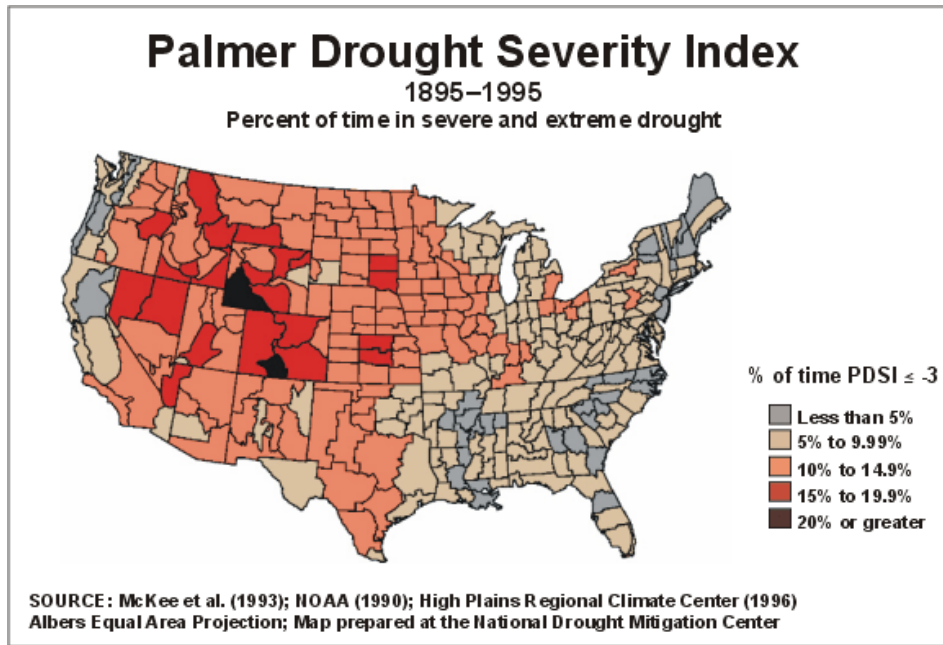 Palmer Drought Severity Index
1895–1995
Percent of time in severe and extreme drought
% of time PDSI ≤ -3
Less than 5%
5% to 9.99%
10% to 14.9%
15% to 19.9%
20% or greater
SOURCE: McKee et al. (1993); NOAA (1990); High Plains Regional Climate Center (1996)
Albers Equal Area Projection; Map prepared at the National Drought Mitigation Center